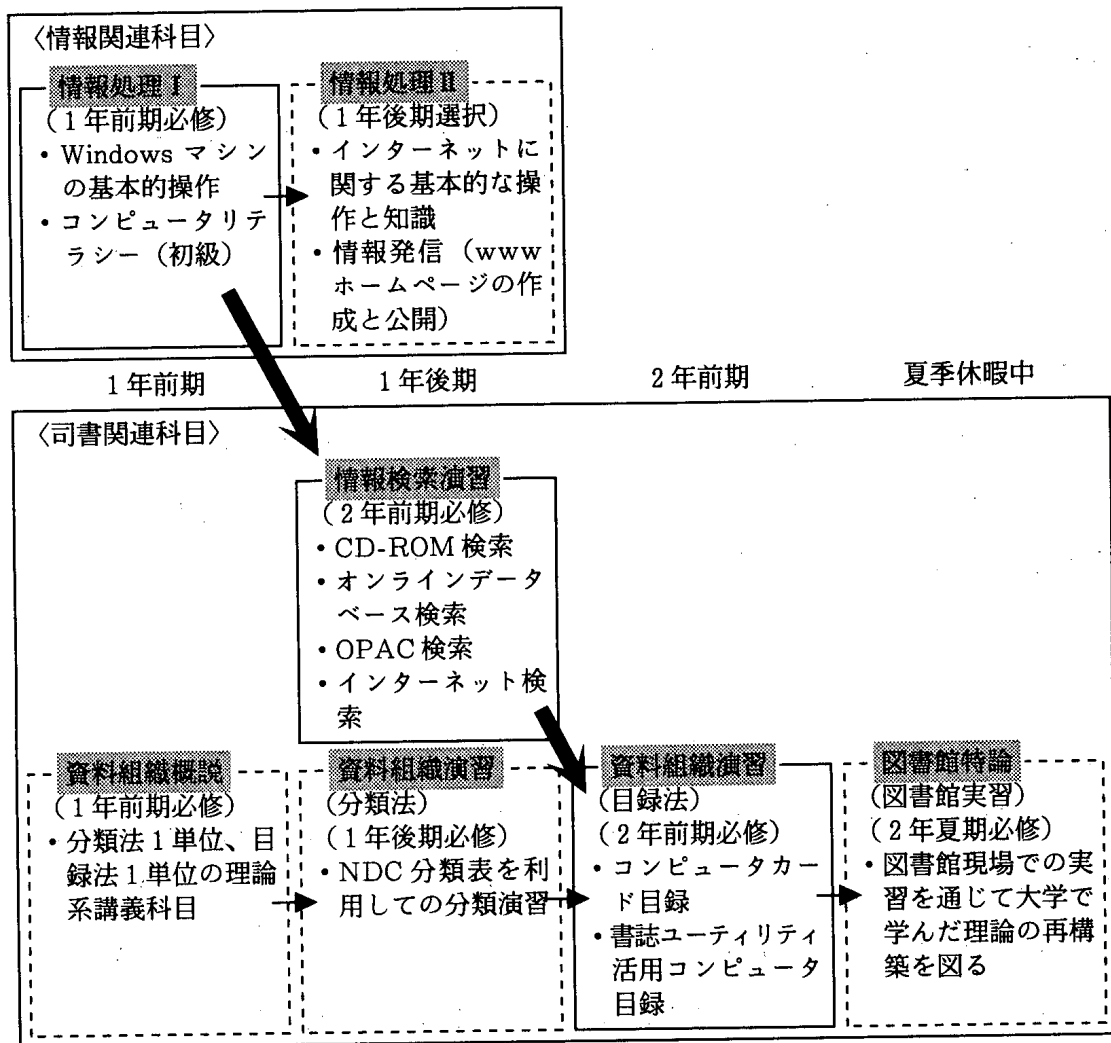 〈情報関連科目〉
情報処理Ⅰ
(1年前期必修)
・Windows マシン
の基本的操作
・コンピュータリテ
ラシー(初級)
情報処理Ⅱ
(1年後期選択)
・インターネットに
関する基本的な操
作と知識
・情報発信(www
ホームページの作
成と公開)
1年前期
1年後期
2年前期
夏季休暇中
〈司書関連科目〉
情報検索演習
(2年前期必修)
・CD-ROM 検索
・オンラインデータ
ベース検索
・OPAC 検索
・インターネット検
索
資料組織概説
(1年前期必修)
・分類法1単位、目
録法1単位の理論
系講義科目
資料組織演習
(分類法)
(1年後期必修)
・NDC 分類表を利
用しての分類演習
資料組織演習
(目録法)
(2年前期必修)
・コンピュータカー
ド目録
・書誌ユーティリティ
活用コンピュータ
目録
図書館特論
(図書館実習)
(2年夏期必修)
・図書館現場での実
習を通じて大学で
学んだ理論の再構
築を図る